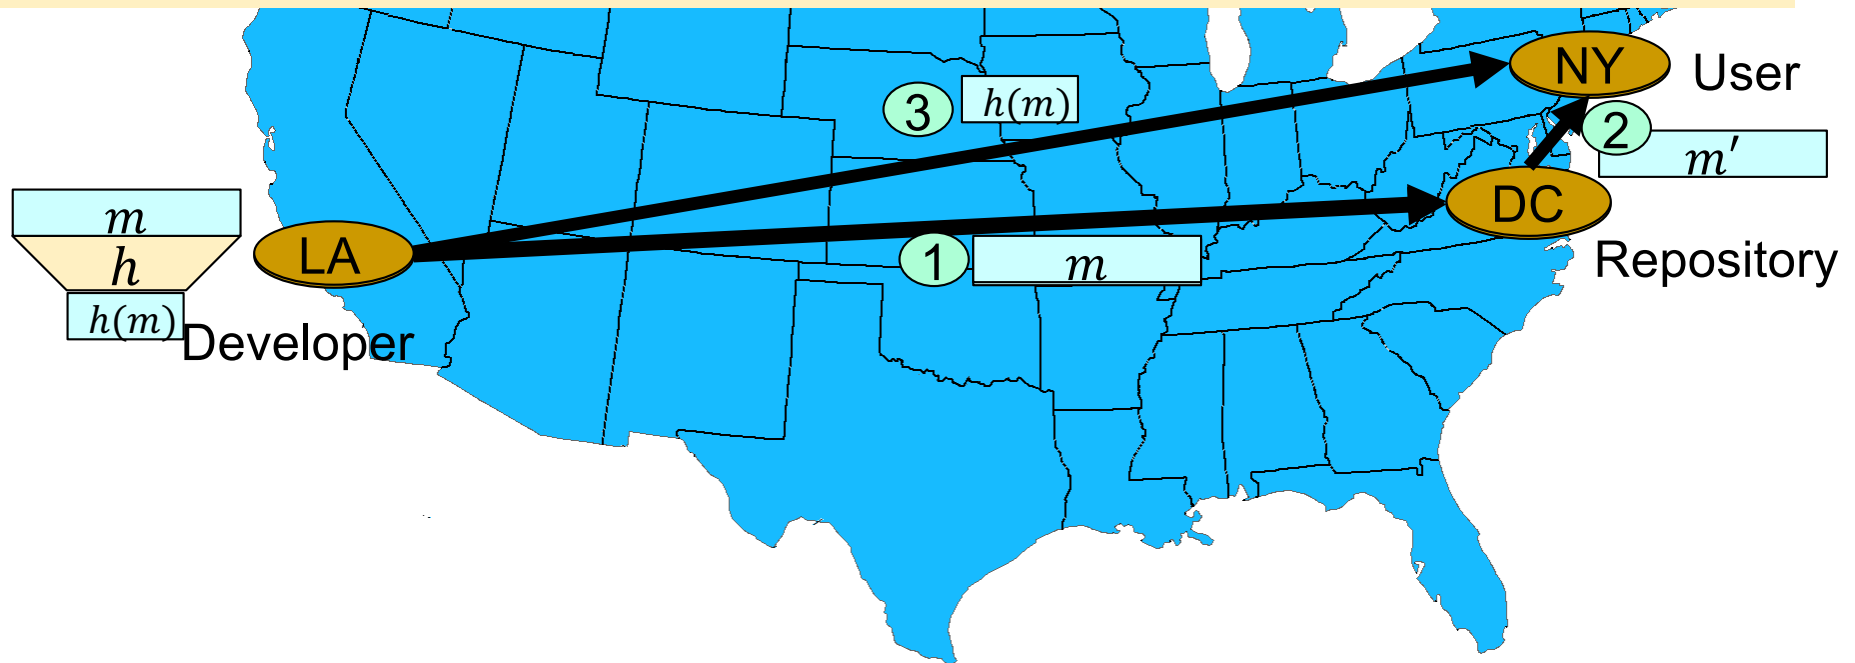 NY
User
3
h(m)
2
m′
DC
Repository
m
h
h(m)
LA
Developer
1
m